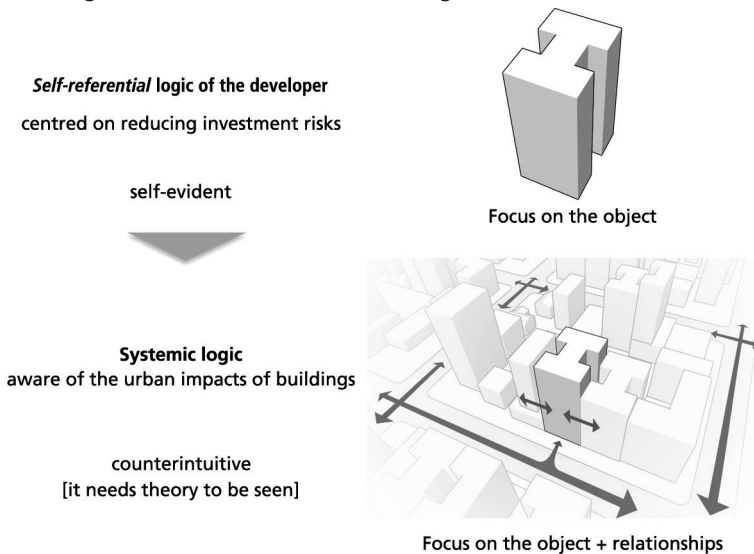 Self-referential logic of the developer
centred on reducing investment risks
self-evident
Focus on the object
Systemic logic
aware of the urban impacts of buildings
counterintuitive
[it needs theory to be seen]
Focus on the object + relationships